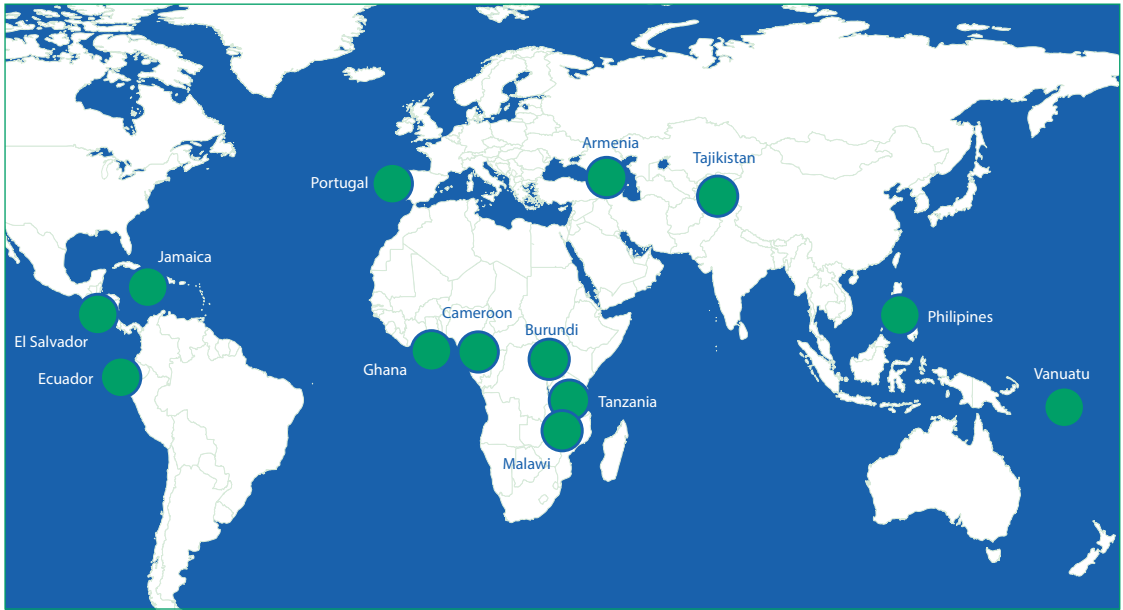 Armenia
Tajikistan
Portugal
Jamaica
Cameroon
El Salvador
Burundi
Philipines
Ghana
Ecuador
Vanuatu
Tanzania
Malawi